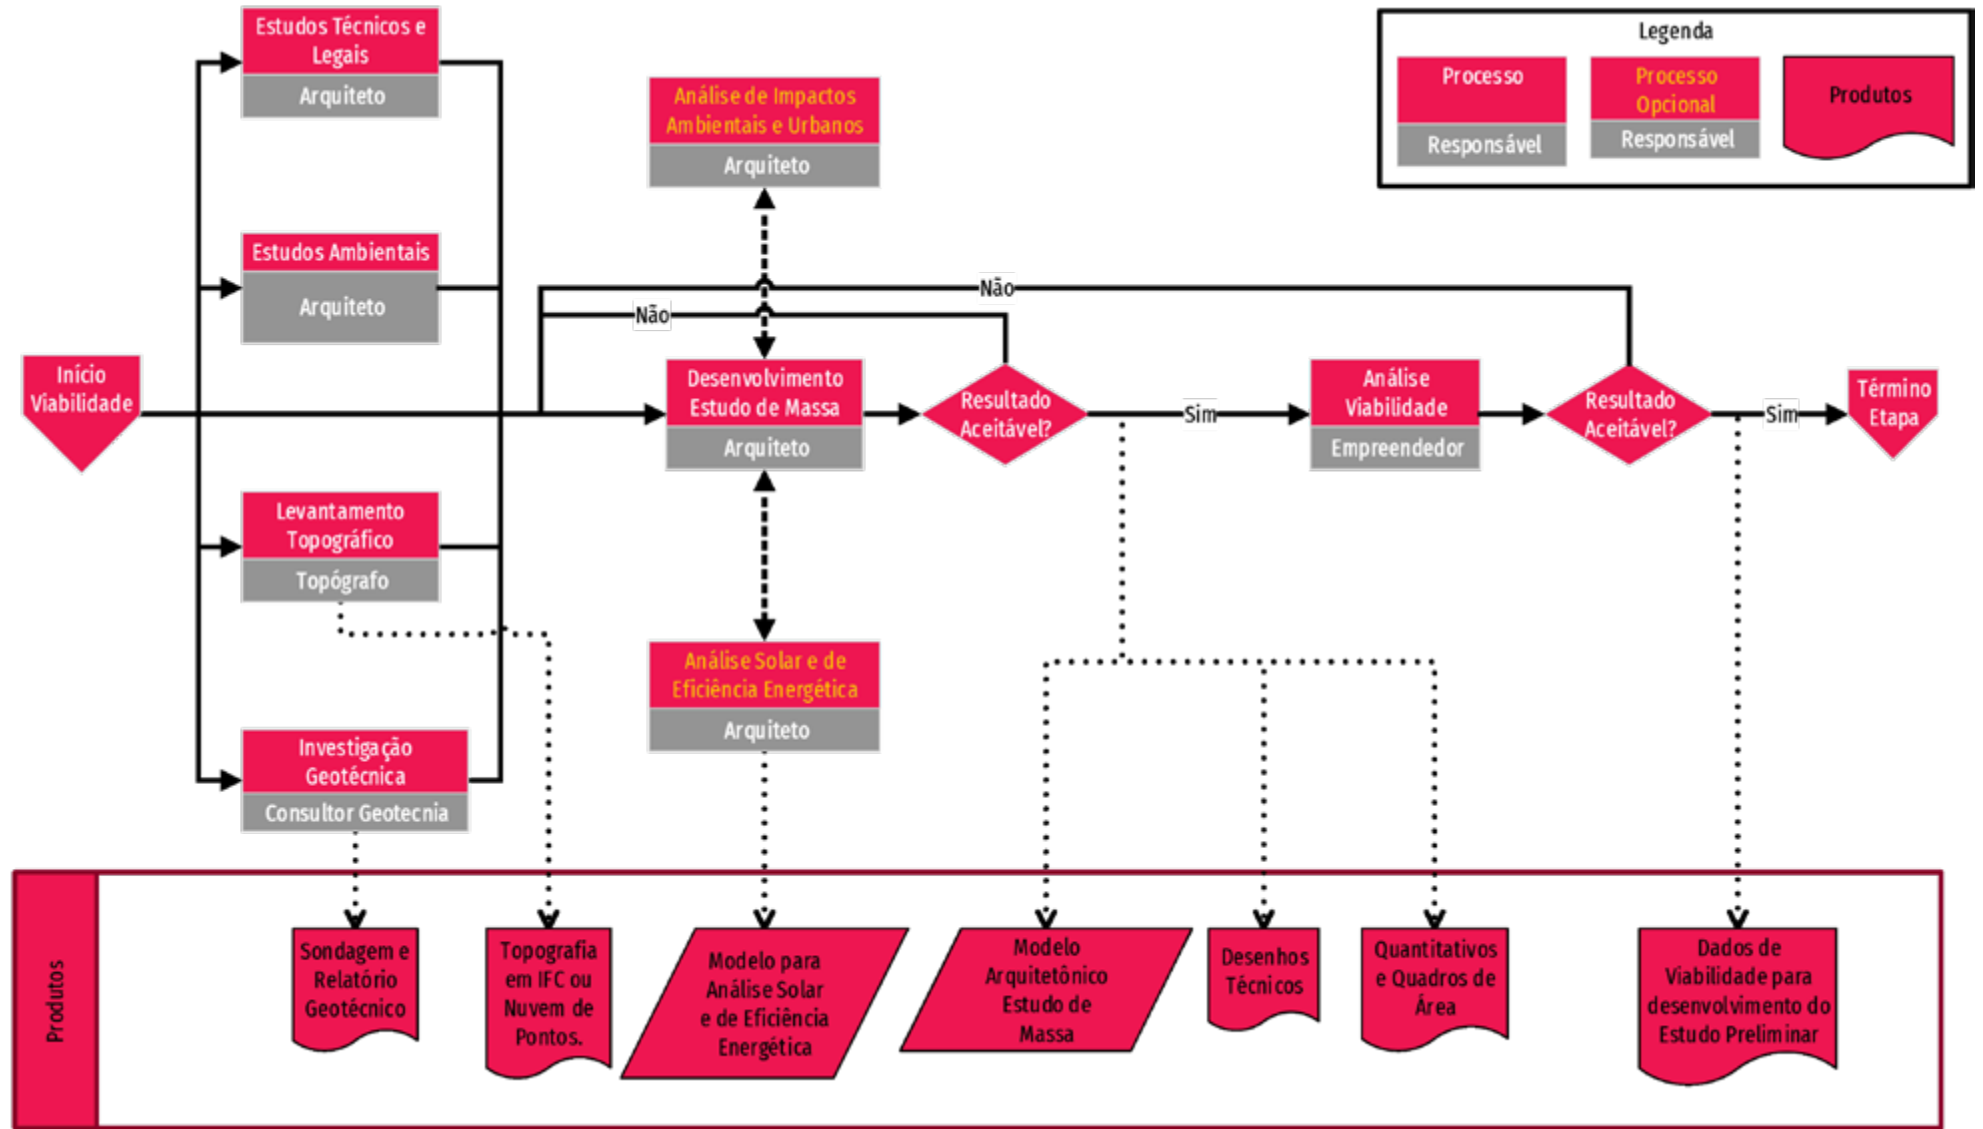 Estudos Técnicos e
Legais
Arquiteto
Legenda
Processo
Responsável
Processo
Opcional
Responsável
Produtos
Análise de Impactos
Ambientais e Urbanos
Arquiteto
Estudos Ambientais
Arquiteto
Não
Não
Início
Viabilidade
Desenvolvimento
Estudo de Massa
Arquiteto
Resultado
Aceitável?
Sim
Análise
Viabilidade
Empreendedor
Resultado
Aceitável?
Sim
Término
Etapa
Levantamento
Topográfico
Topógrafo
Análise Solar e de
Eficiência Energética
Arquiteto
Investigação
Geotécnica
Consultor Geotecnia
Produtos
Sondagem e
Relatório
Geotécnico
Topografia
em IFC ou
Nuvem de
Pontos.
Modelo para
Análise Solar
e de Eficiência
Energética
Modelo
Arquitetônico
Estudo de
Massa
Desenhos
Técnicos
Quantitativos
e Quadros de
Área
Dados de
Viabilidade para
desenvolvimento do
Estudo Preliminar